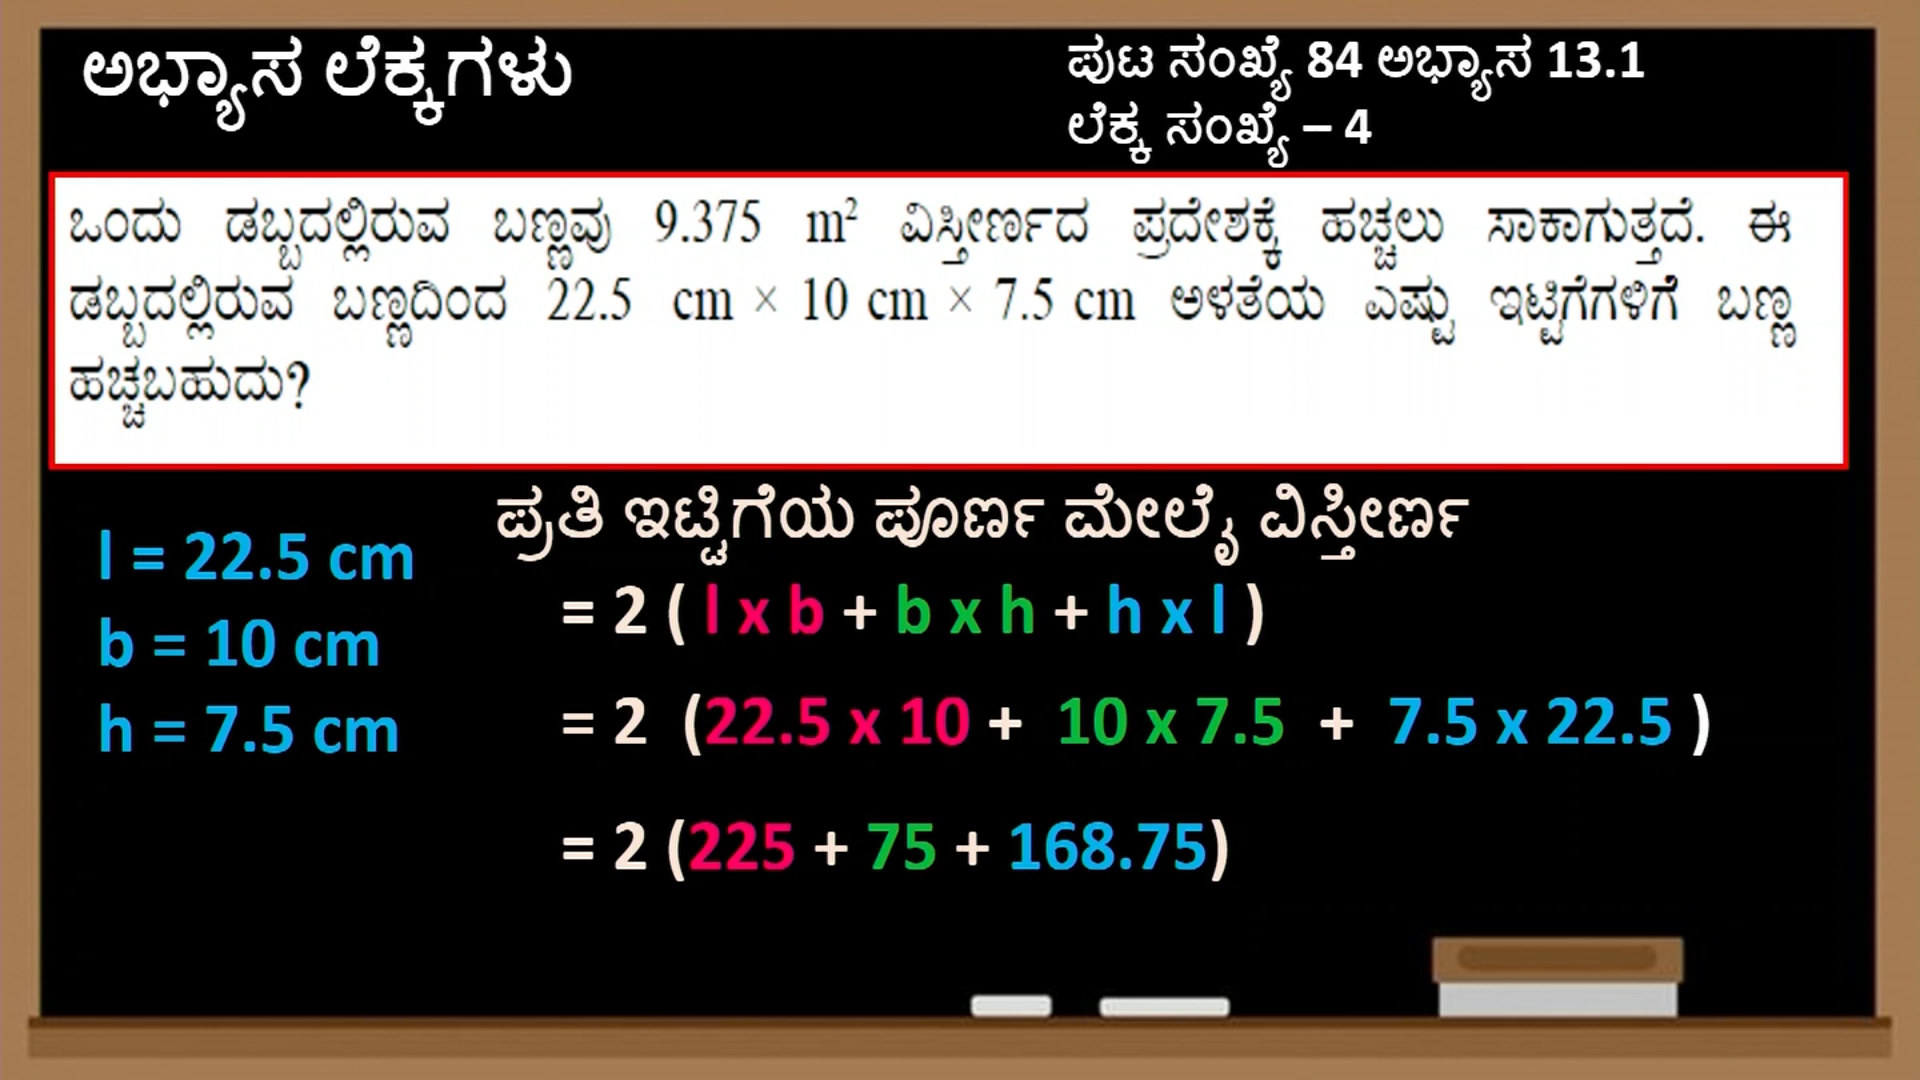 ಅಭ್ಯಾಸ ಲೆಕ್ಕಗಳು
ಪುಟ ಸಂಖ್ಯೆ 84 ಅಭ್ಯಾಸ 13.1
ಲೆಕ್ಕ ಸಂಖ್ಯೆ – 4
ಒಂದು ಡಬ್ಬದಲ್ಲಿರುವ ಬಣ್ಣವು 9.375 m² ವಿಸ್ತೀರ್ಣದ ಪ್ರದೇಶಕ್ಕೆ ಹಚ್ಚಲು ಸಾಕಾಗುತ್ತದೆ. ಈ
ಡಬ್ಬದಲ್ಲಿರುವ ಬಣ್ಣದಿಂದ 22.5 cm × 10 cm × 7.5 cm ಅಳತೆಯ ಎಷ್ಟು ಇಟ್ಟಿಗೆಗಳಿಗೆ ಬಣ್ಣ
ಹಚ್ಚಬಹುದು?
l = 22.5 cm
b = 10 cm
h = 7.5 cm
ಪ್ರತಿ ಇಟ್ಟಿಗೆಯ ಪೂರ್ಣ ಮೇಲ್ಮೈ ವಿಸ್ತೀರ್ಣ
= 2 ( l x b + b x h + h x l )
= 2 (22.5 x 10 + 10 x 7.5 + 7.5 x 22.5 )
= 2 (225 + 75 + 168.75)